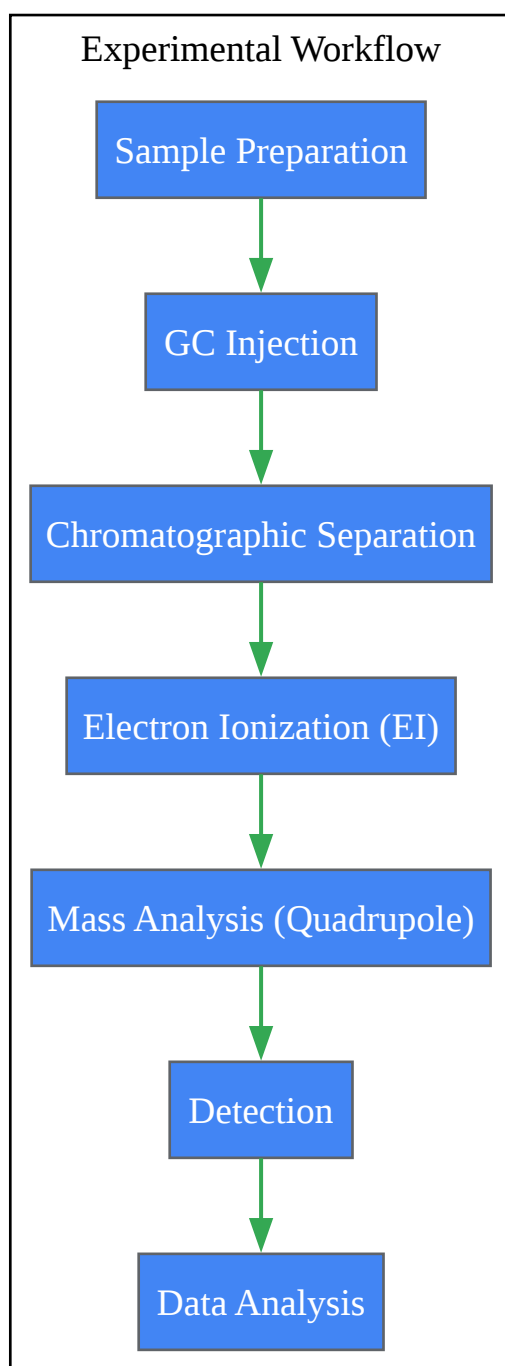 Experimental Workflow
Sample Preparation
GC Injection
Chromatographic Separation
Electron Ionization (EI)
Mass Analysis (Quadrupole)
Detection
Data Analysis